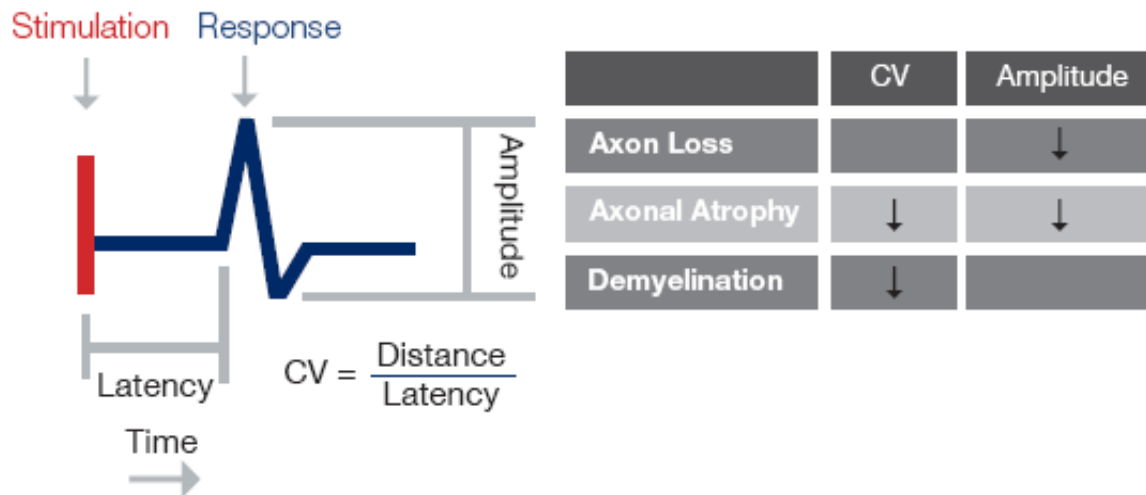 Stimulation Response
Amplitude
Latency
CV = Distance
Latency
Time
CV Amplitude
Axon Loss ↓
Axonal Atrophy ↓ ↓
Demyelination ↓